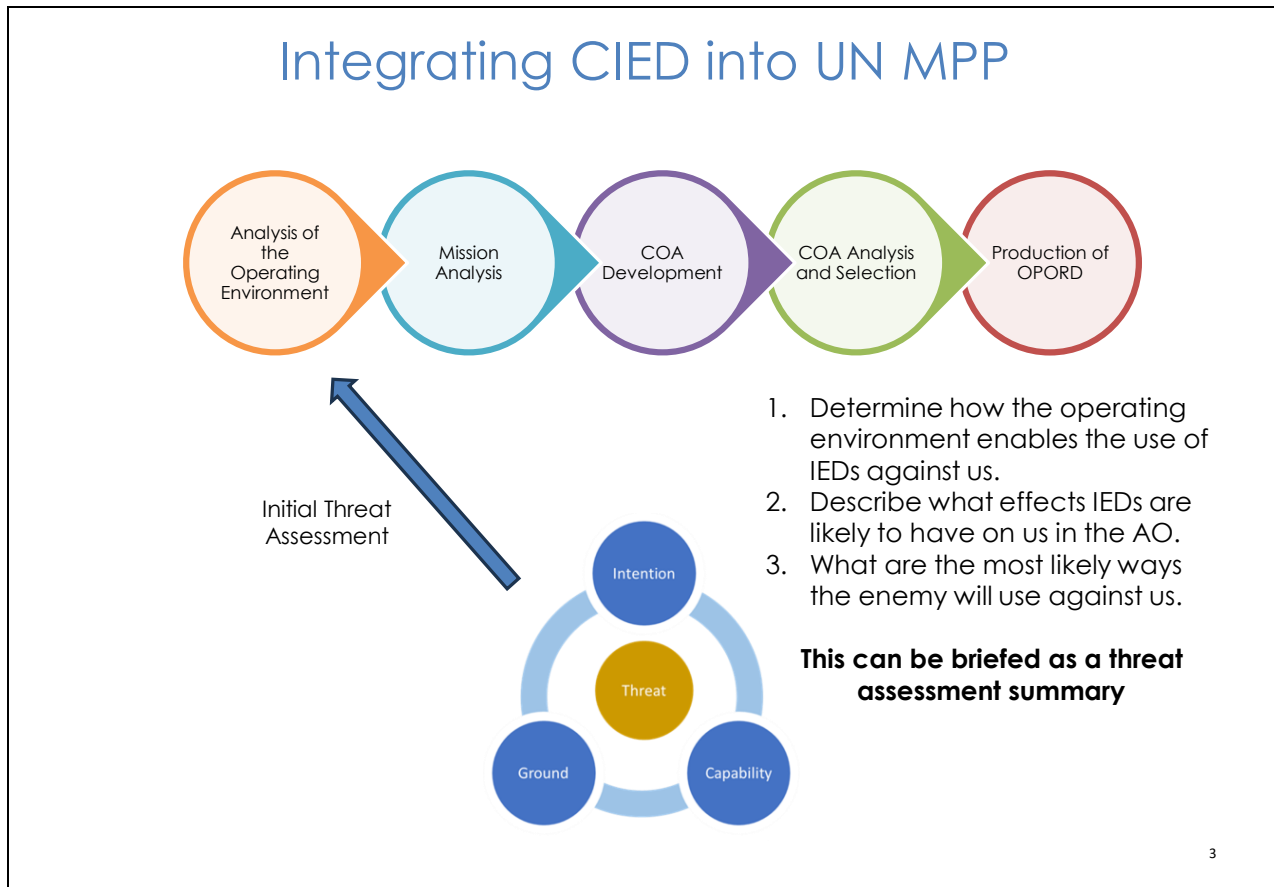 Integrating CIED into UN MPP
Analysis of
the
Operating
Environment
Mission
Analysis
COA
Development
COA Analysis
and Selection
Production of
OPORD
Initial Threat
Assessment
1. Determine how the operating
environment enables the use of
IEDs against us.
2. Describe what effects IEDs are
likely to have on us in the AO.
3. What are the most likely ways
the enemy will use against us.
This can be briefed as a threat
assessment summary
Intention
Threat
Ground
Capability
3